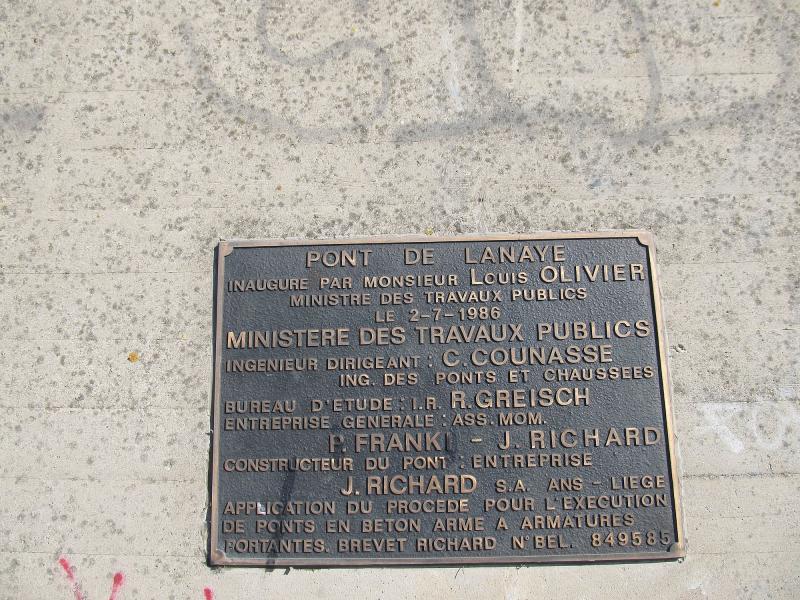 PONT DE LANAYE
INAUGURE PAR MONSIEUR LOUIS OLIVIER
MINISTRE DES TRAVAUX PUBLICS
LE 2-7-1986
MINISTERE DES TRAVAUX PUBLICS
INGENIEUR DIRIGEANT : C. COUNASSE
ING. DES PONTS ET CHAUSSEES
BUREAU D'ETUDE : I.R. R. GREISCH
ENTREPRISE GENERALE : ASS. MOM.
P. FRANKI - J. RICHARD
CONSTRUCTEUR DU PONT : ENTREPRISE
J. RICHARD S.A. ANS - LIEGE
APPLICATION DU PROCEDE POUR L'EXECUTION
DE PONTS EN BETON ARME A ARMATURES
PORTANTES. BREVET RICHARD N° BEL. 849585